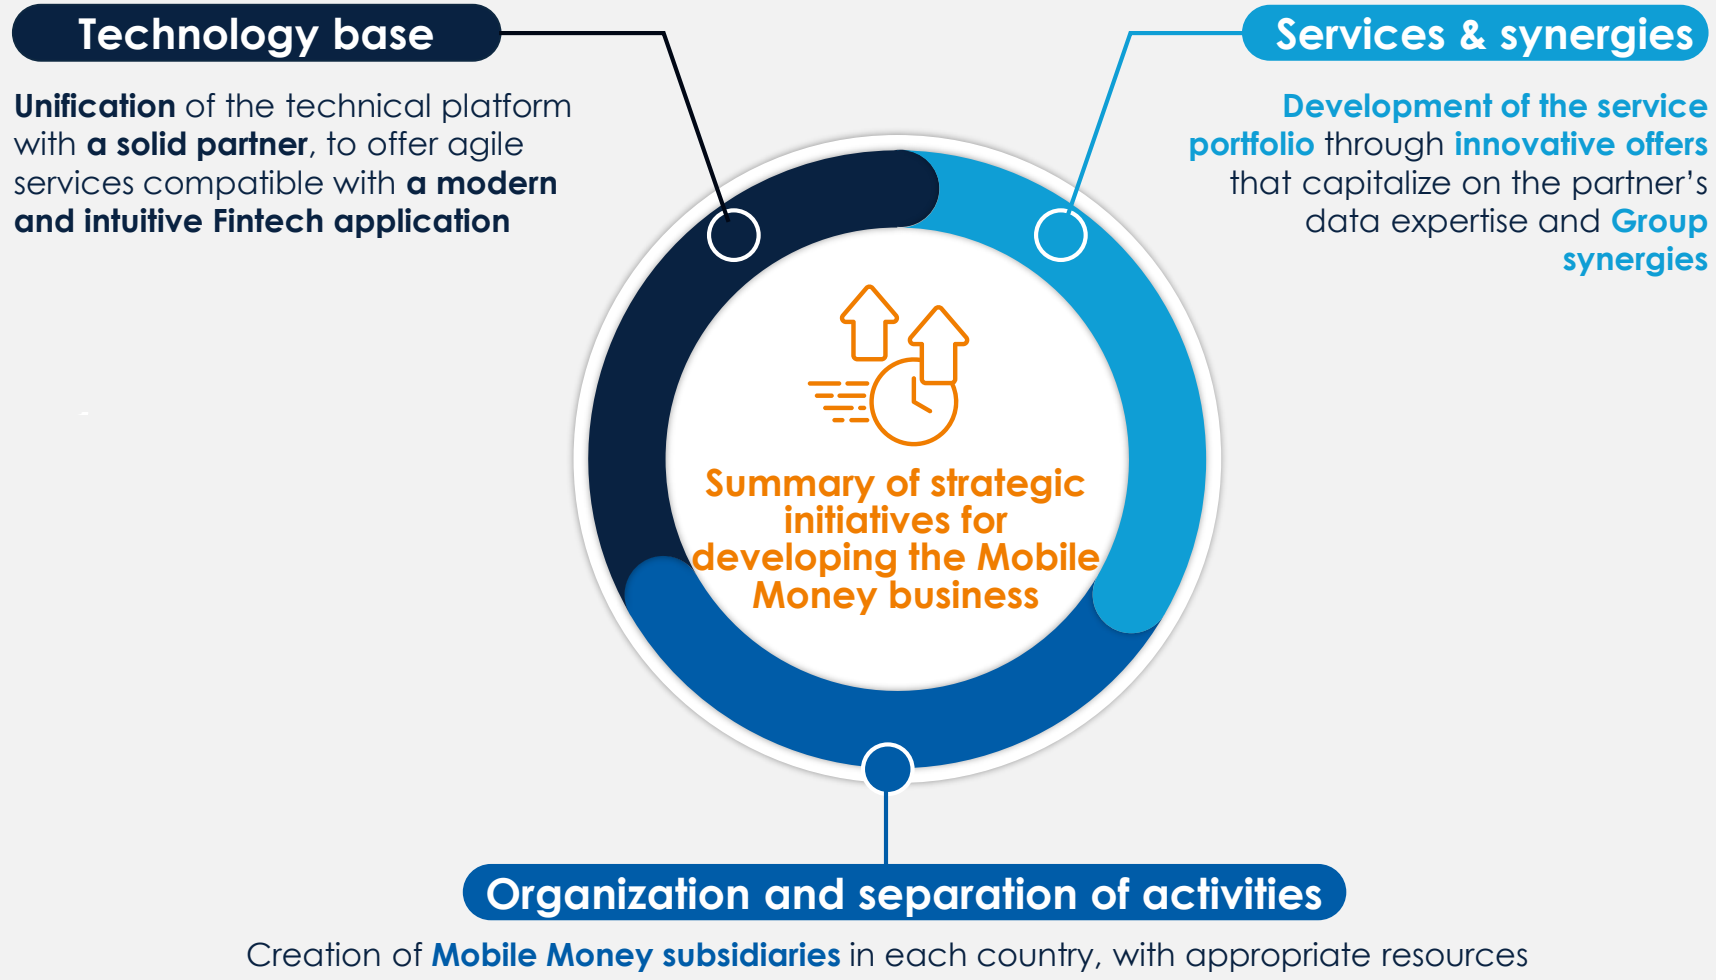 Technology base
Unification of the technical platform
with a solid partner, to offer agile
services compatible with a modern
and intuitive Fintech application
Services & synergies
Development of the service
portfolio through innovative offers
that capitalize on the partner’s
data expertise and Group
synergies
Summary of strategic
initiatives for
developing the Mobile
Money business
Organization and separation of activities
Creation of Mobile Money subsidiaries in each country, with appropriate resources